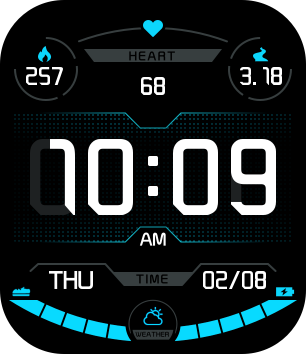 HEART
257
68
3.18
10:09
AM
THU
TIME
02/08
WEATHER